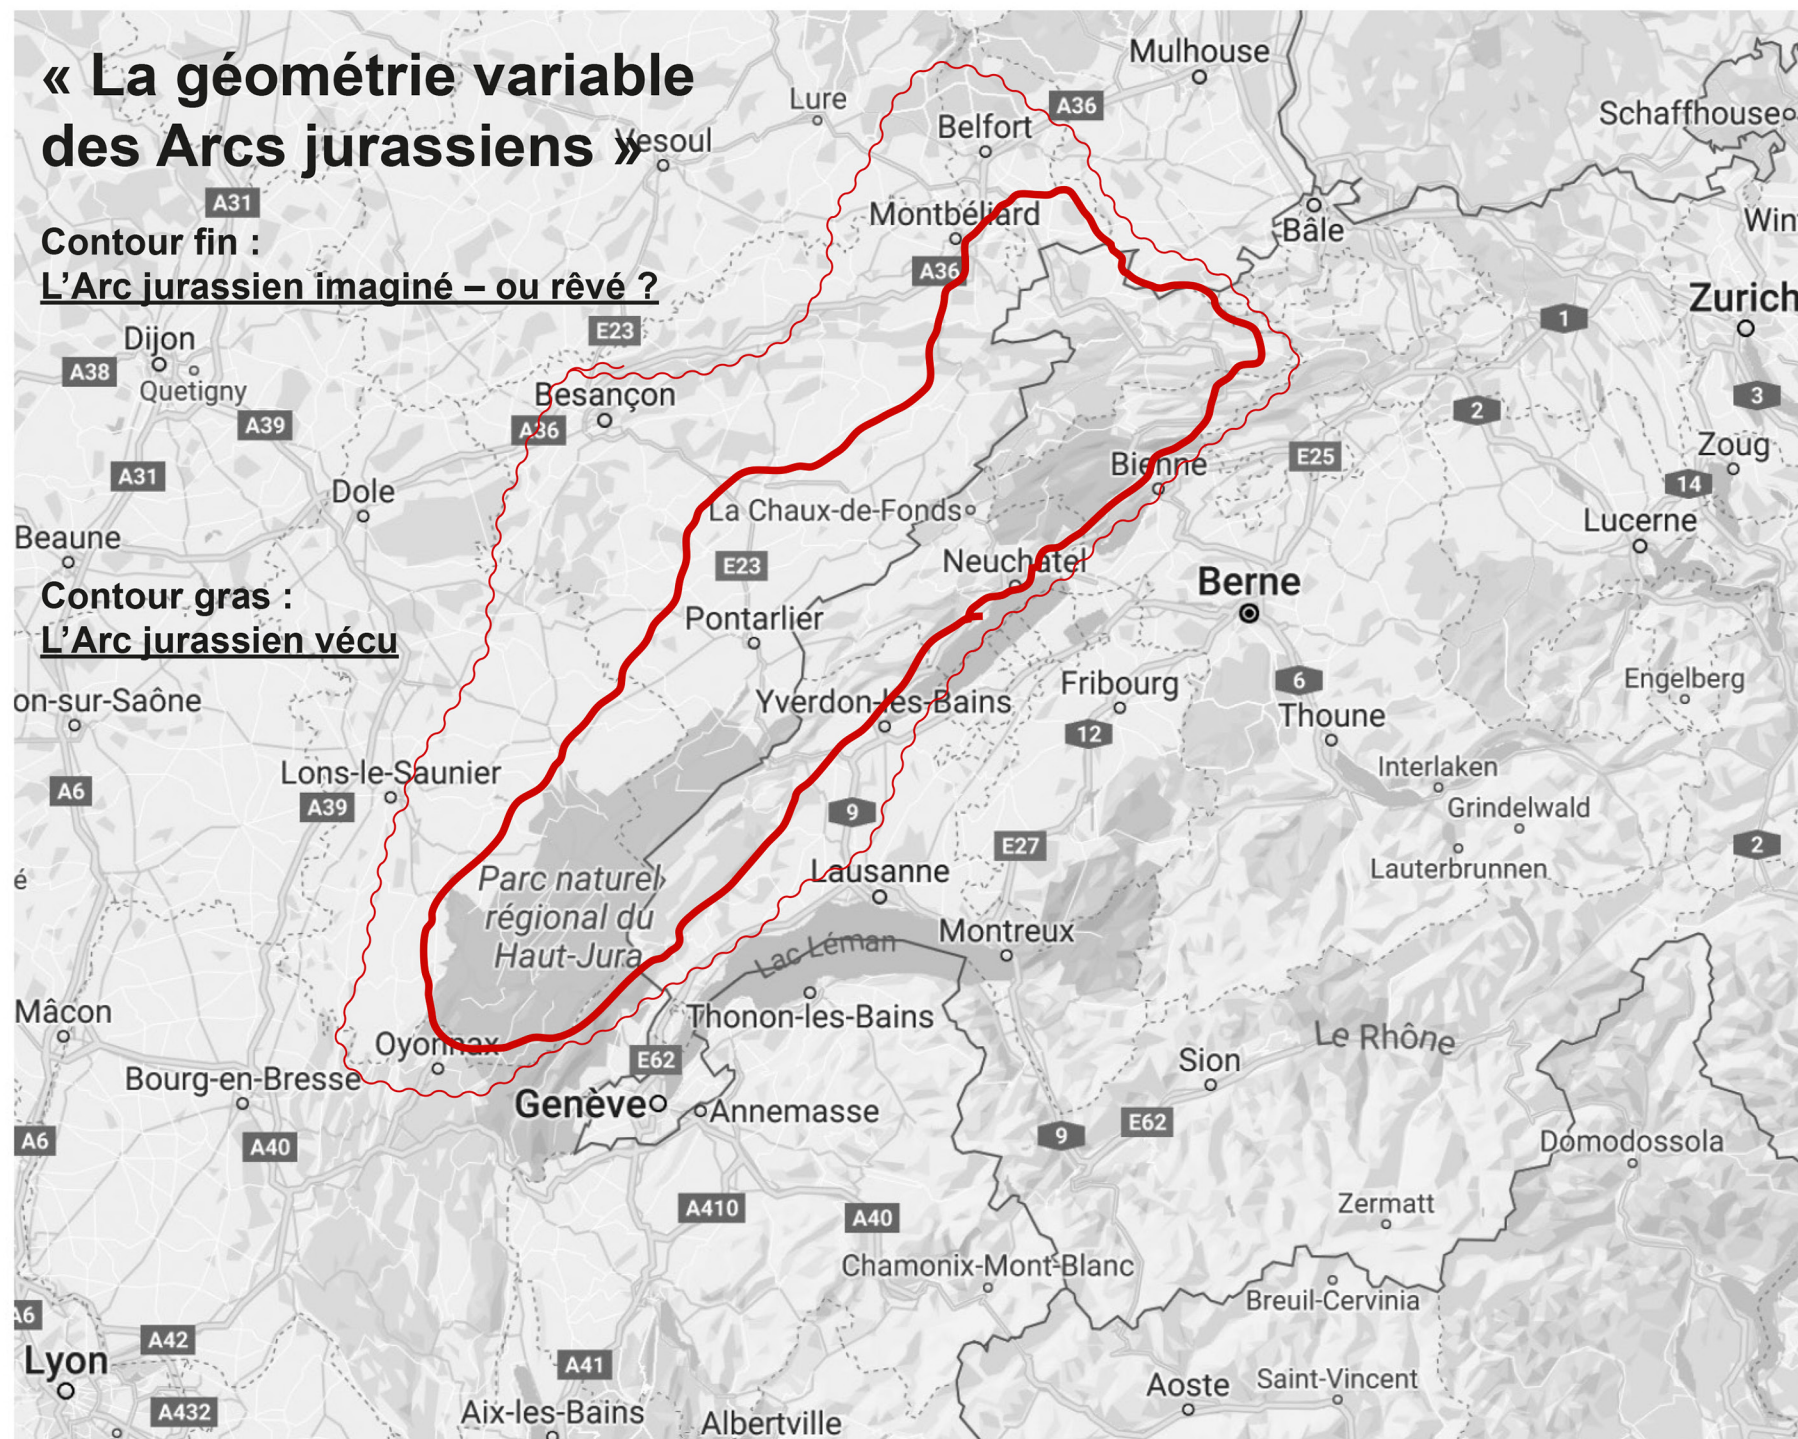 « La géométrie variable
des Arcs jurassiens »
Contour fin :
L’Arc jurassien imaginé – ou rêvé ?
Contour gras :
L’Arc jurassien vécu
Mulhouse
Lure
A36
Schaffhouse
Belfort
Vesoul
A31
Montbéliard
Bâle
Win
A36
Zurich
E23
1
Dijon
A38
Quetigny
Besançon
3
A39
A36
2
Zoug
Bienne
E25
A31
14
Dole
La Chaux-de-Fonds
Lucerne
Beaune
Neuchâtel
E23
Berne
Pontarlier
Engelberg
6
Fribourg
on-sur-Saône
Yverdon-les-Bains
Thoune
12
Interlaken
Lons-le-Saunier
A6
A39
Grindelwald
9
E27
2
Lauterbrunnen
Lausanne
é
Parc naturel
régional du
Haut-Jura
Montreux
Lac Léman
Mâcon
Thonon-les-Bains
Le Rhône
Oyonnax
E62
Sion
Bourg-en-Bresse
Genève
Annemasse
E62
9
A6
A40
Domodossola
Zermatt
A410
A40
Chamonix-Mont-Blanc
Breuil-Cervinia
A6
A42
Lyon
A41
Aoste
Saint-Vincent
A432
Aix-les-Bains
Albertville